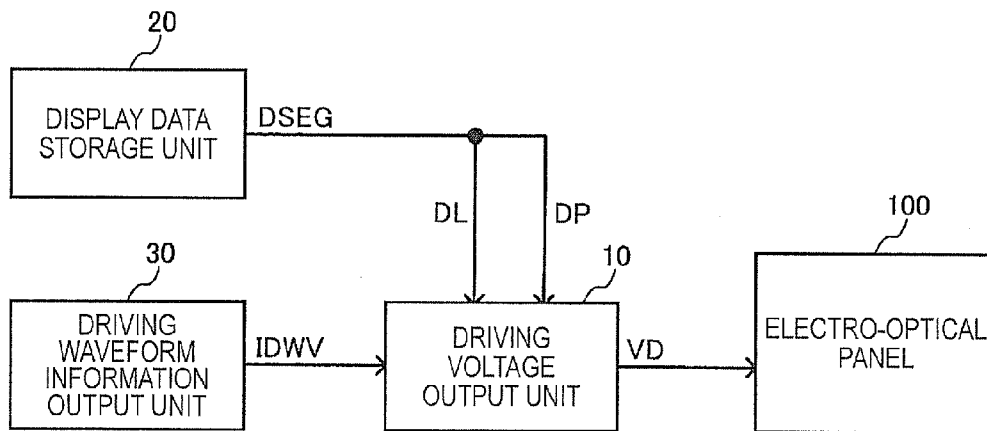 20
DISPLAY DATA
STORAGE UNIT
DSEG
DL
DP
100
ELECTRO-OPTICAL
PANEL
30
DRIVING
WAVEFORM
INFORMATION
OUTPUT UNIT
IDWV
10
DRIVING
VOLTAGE
OUTPUT UNIT
VD